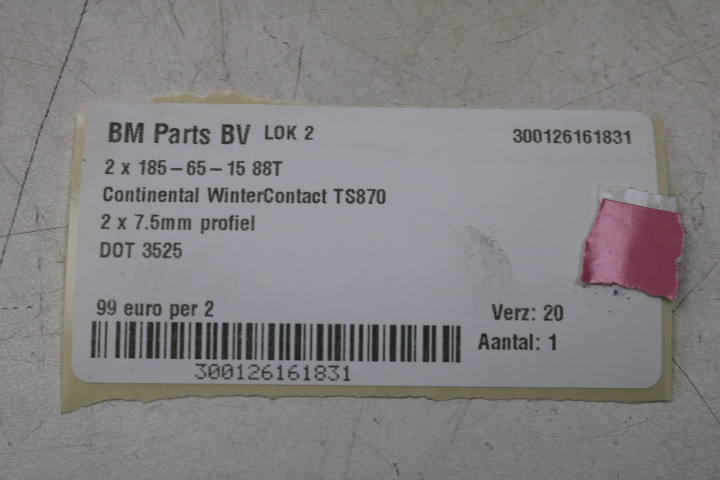 BM Parts BV LOK 2 300126161831
2 x 185-65-15 88T
Continental WinterContact TS870
2 x 7.5mm profiel
DOT 3525
99 euro per 2 Verz: 20
Aantal: 1
300126161831